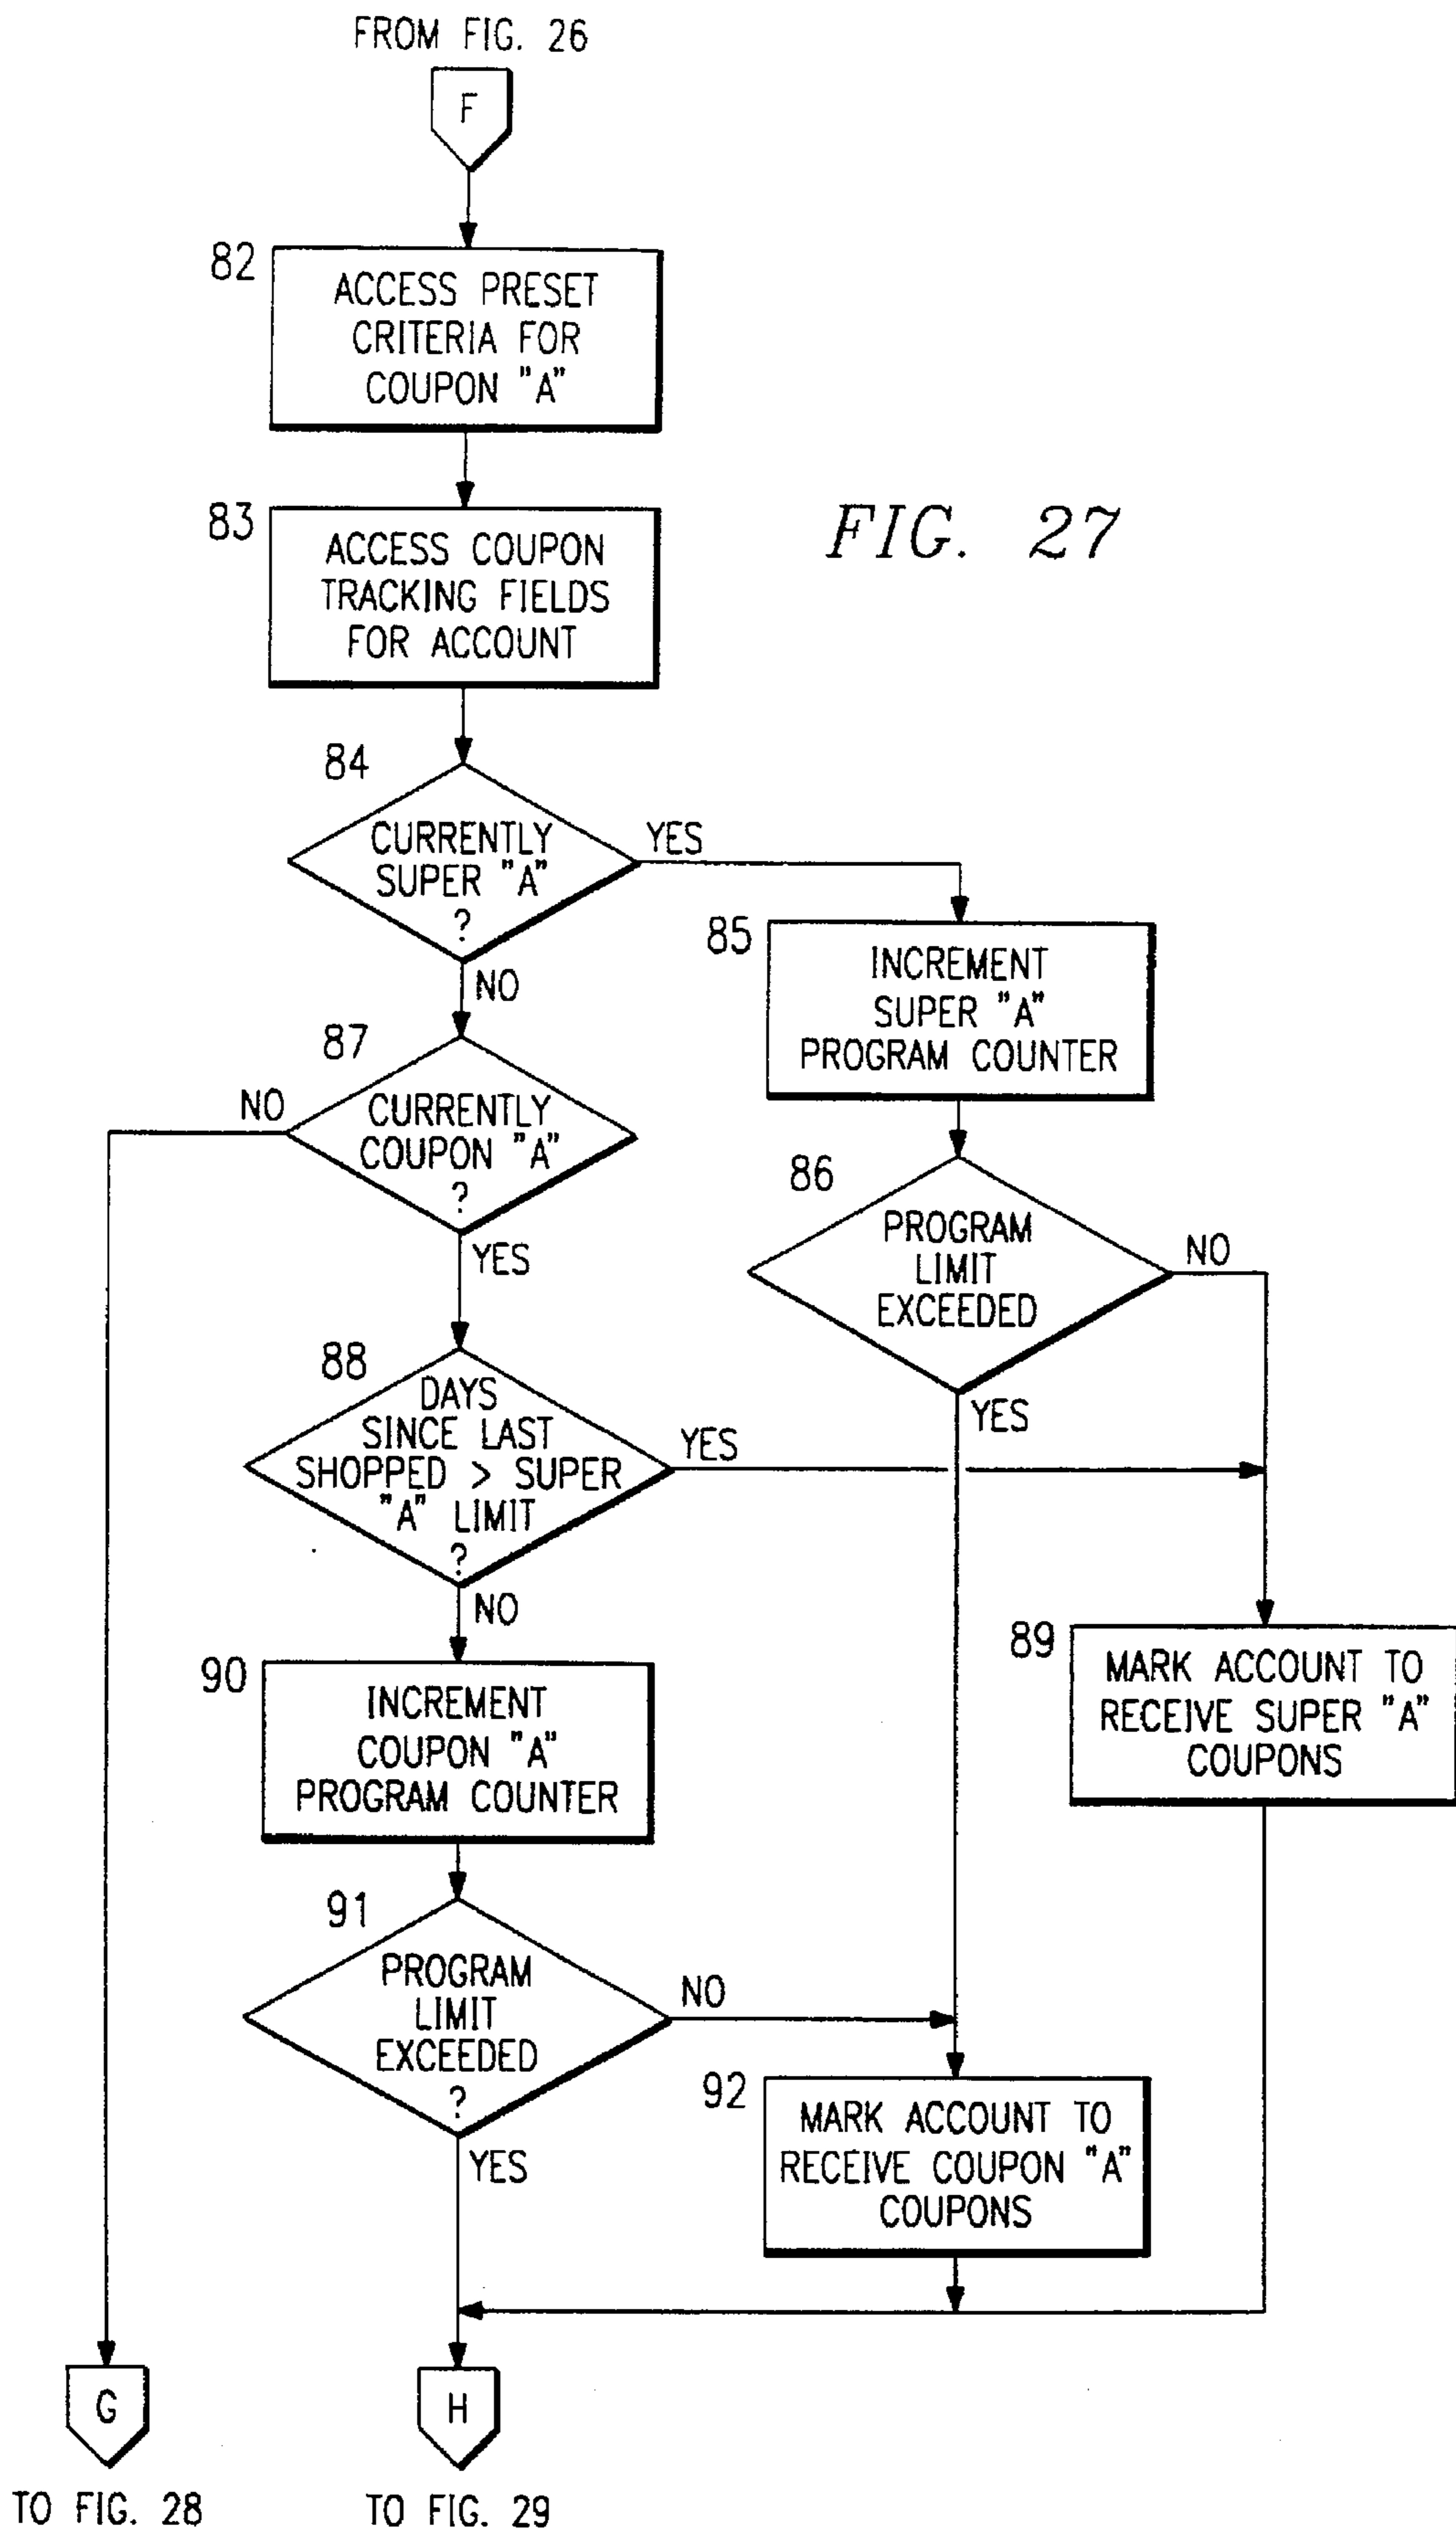 FROM FIG. 26
F
82
ACCESS PRESET
CRITERIA FOR
COUPON "A"
83
ACCESS COUPON
TRACKING FIELDS
FOR ACCOUNT
FIG. 27
84
CURRENTLY
SUPER "A"
?
YES
NO
85
INCREMENT
SUPER "A"
PROGRAM COUNTER
87
CURRENTLY
COUPON "A"
?
NO
YES
86
PROGRAM
LIMIT
EXCEEDED
NO
YES
88
DAYS
SINCE LAST
SHOPPED > SUPER
"A" LIMIT
?
YES
NO
89
MARK ACCOUNT TO
RECEIVE SUPER "A"
COUPONS
90
INCREMENT
COUPON "A"
PROGRAM COUNTER
91
PROGRAM
LIMIT
EXCEEDED
?
NO
YES
92
MARK ACCOUNT TO
RECEIVE COUPON "A"
COUPONS
G
H
TO FIG. 28
TO FIG. 29